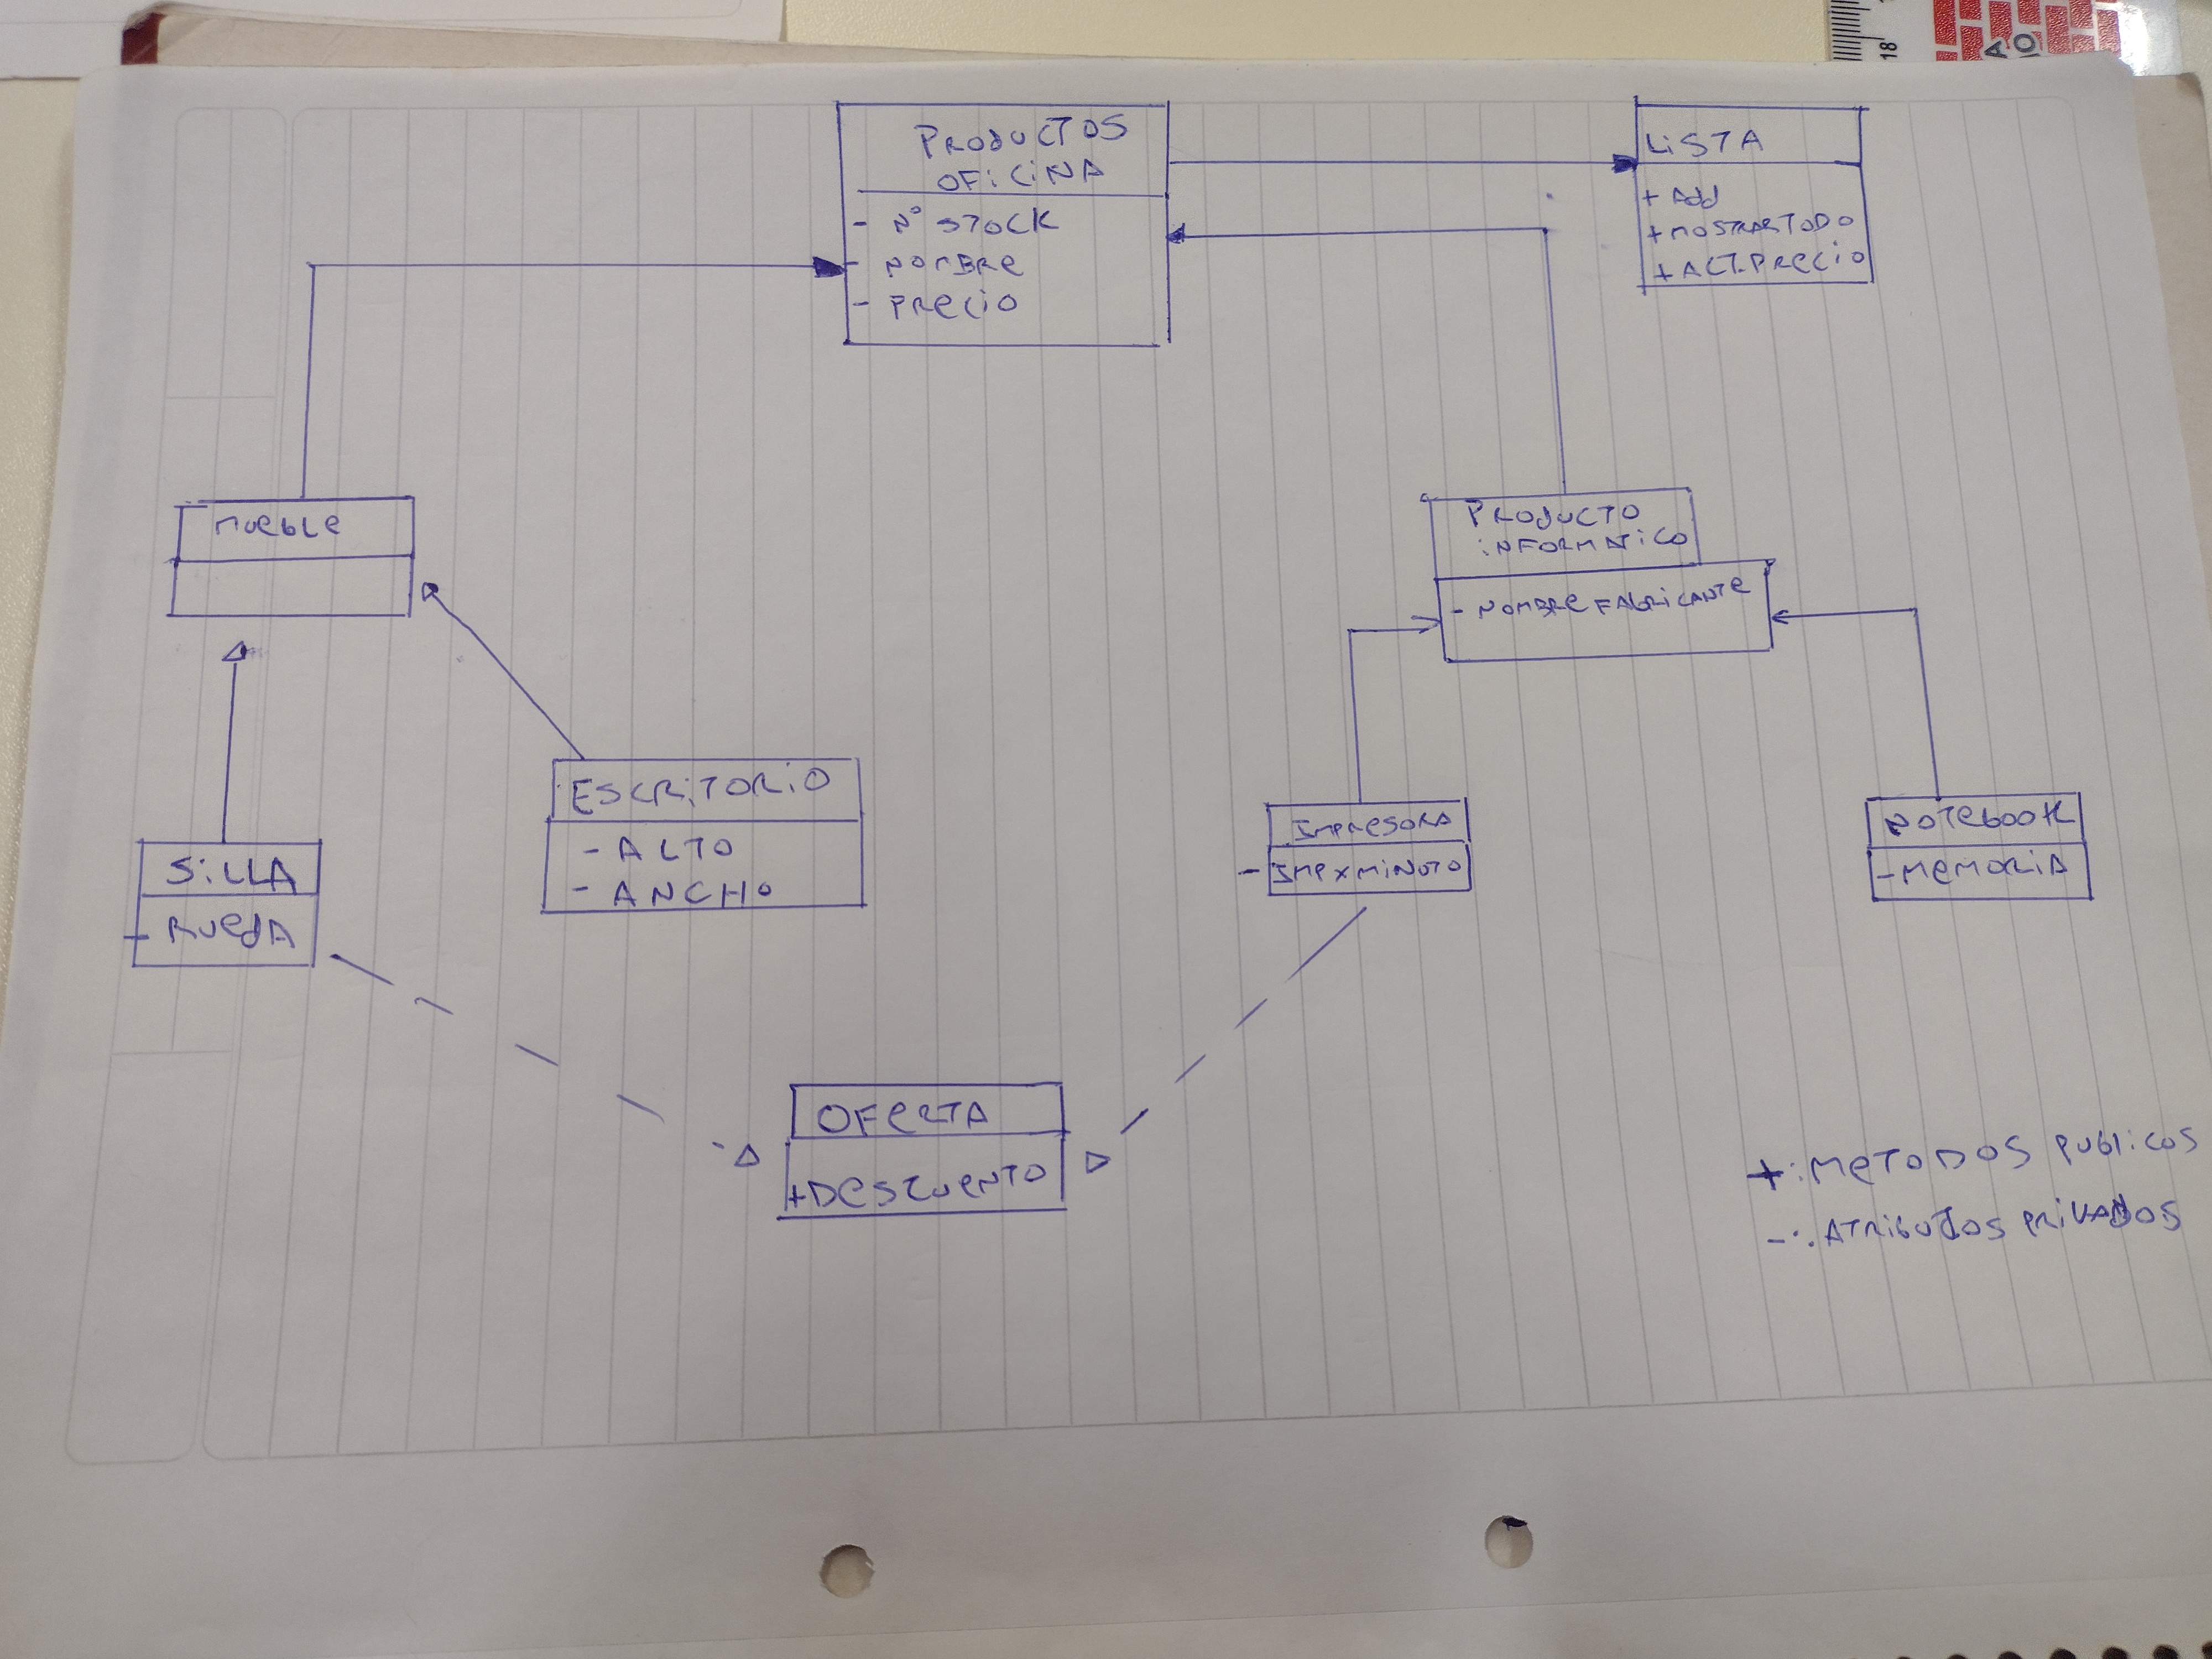 PRODUCTOS
OFICINA
- N° STOCK
- NOMBRE
- PRECIO
LISTA
+ Add
+ MOSTRARTODO
+ ACT.PRECIO
MUEBLE
PRODUCTO
INFORMATICO
- NOMBRE FABRICANTE
ESCRITORIO
- ALTO
- ANCHO
SILLA
- RUEDA
IMPRESORA
- IMPXMINUTO
NOTEBOOK
- MEMORIA
OFERTA
+DESCUENTO
+: METODOS PUBLICOS
-: ATRIBUTOS PRIVADOS
18